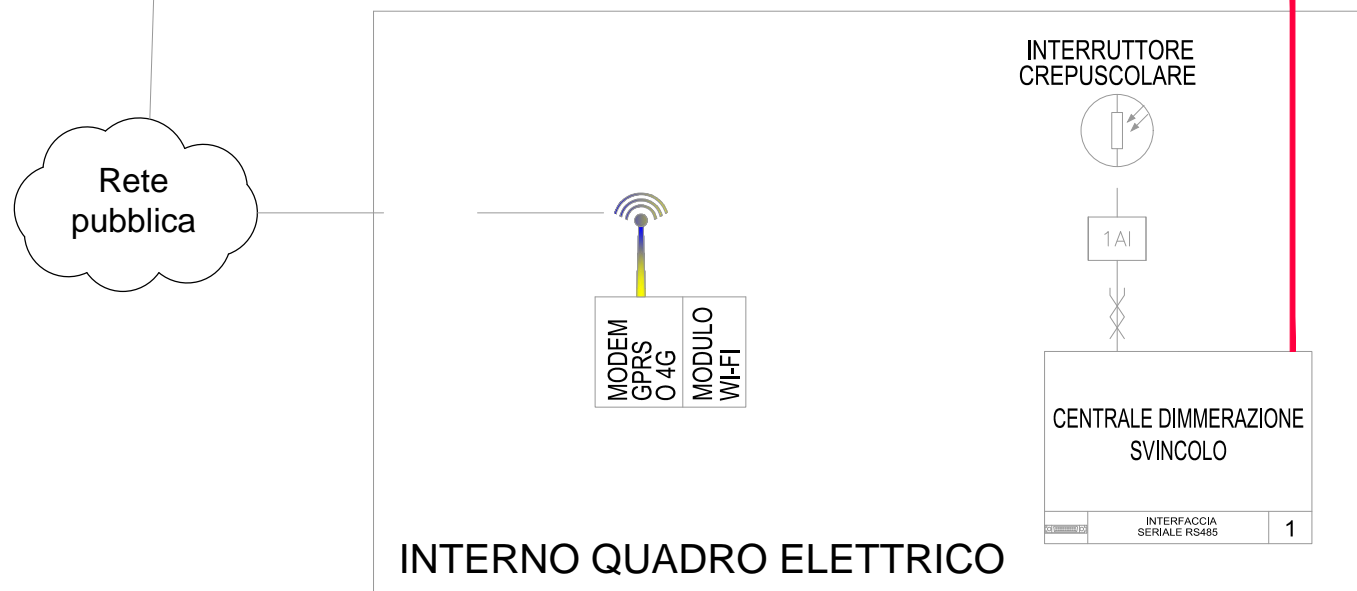 INTERRUTTORE
CREPUSCOLARE
Rete
pubblica
1AI
MODEM
GPRS
O 4G
MODULO
WI-FI
CENTRALE DIMMERAZIONE
SVINCOLO
INTERFACCIA
SERIALE RS485
1
INTERNO QUADRO ELETTRICO